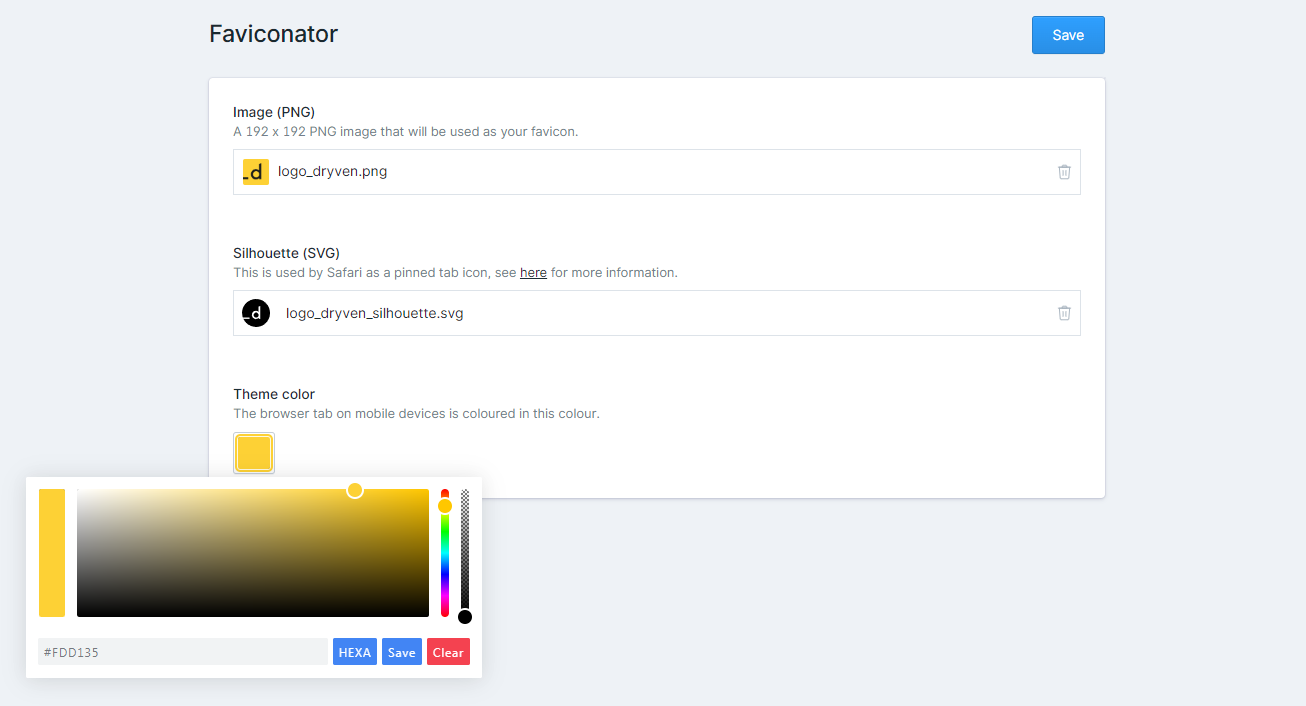 Faviconator
Save
Image (PNG)
A 192 x 192 PNG image that will be used as your favicon.
_d logo_dryven.png
Silhouette (SVG)
This is used by Safari as a pinned tab icon, see here for more information.
_d logo_dryven_silhouette.svg
Theme color
The browser tab on mobile devices is coloured in this colour.
#FDD135 HEXA Save Clear